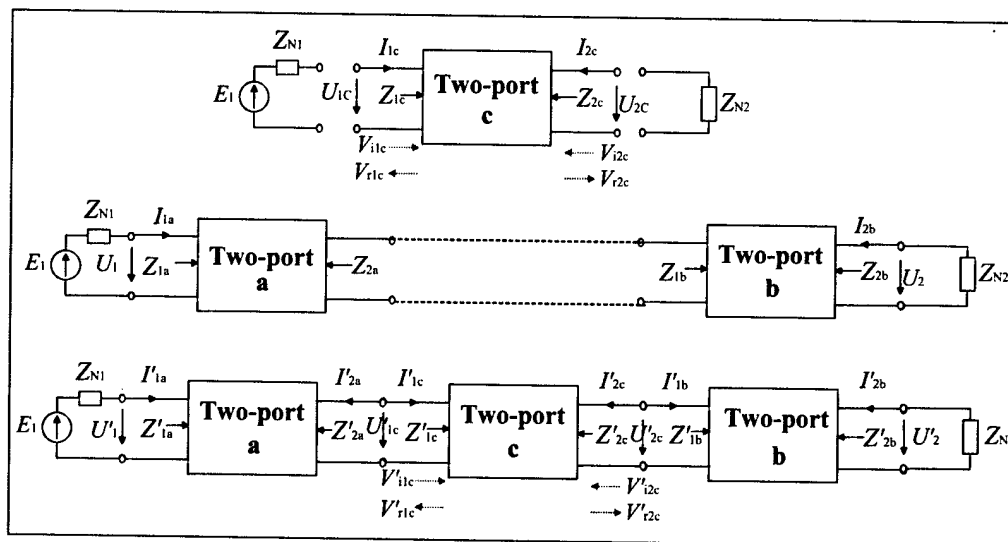 Z_N1 I_1c I_2c
E_1 U_1C Z_1c Two-port c Z_2c U_2C Z_N2
V_i1c V_i2c
V_r1c V_r2c
Z_N1 I_1a I_2b
E_1 U_1 Z_1a Two-port a Z_2a Z_1b Two-port b Z_2b U_2 Z_N2
Z_N1 I'_1a I'_2a I'_1c I'_2c I'_1b I'_2b
E_1 U'_1 Z'_1a Two-port a Z'_2a U'_1c Z'_1c Two-port c Z'_2c U'_2c Z'_1b Two-port b Z'_2b U'_2 Z_N
V'_i1c V'_i2c
V'_r1c V'_r2c